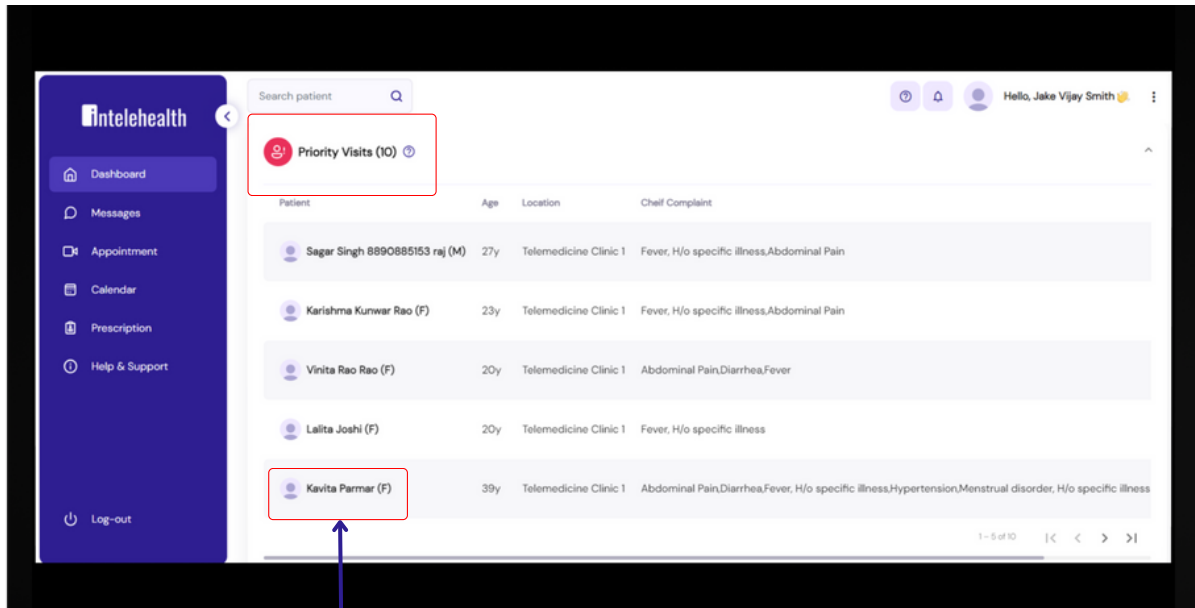 intelehealth
Search patient
Hello, Jake Vijay Smith
Priority Visits (10)
Dashboard
Messages
Appointment
Calendar
Prescription
Help & Support
Log-out
Patient Age Location Cheif Complaint
Sagar Singh 8890885153 raj (M) 27y Telemedicine Clinic 1 Fever, H/o specific illness,Abdominal Pain
Karishma Kunwar Rao (F) 23y Telemedicine Clinic 1 Fever, H/o specific illness,Abdominal Pain
Vinita Rao Rao (F) 20y Telemedicine Clinic 1 Abdominal Pain,Diarrhea,Fever
Lalita Joshi (F) 20y Telemedicine Clinic 1 Fever, H/o specific illness
Kavita Parmar (F) 39y Telemedicine Clinic 1 Abdominal Pain,Diarrhea,Fever, H/o specific illness,Hypertension,Menstrual disorder, H/o specific illness
1 – 5 of 10